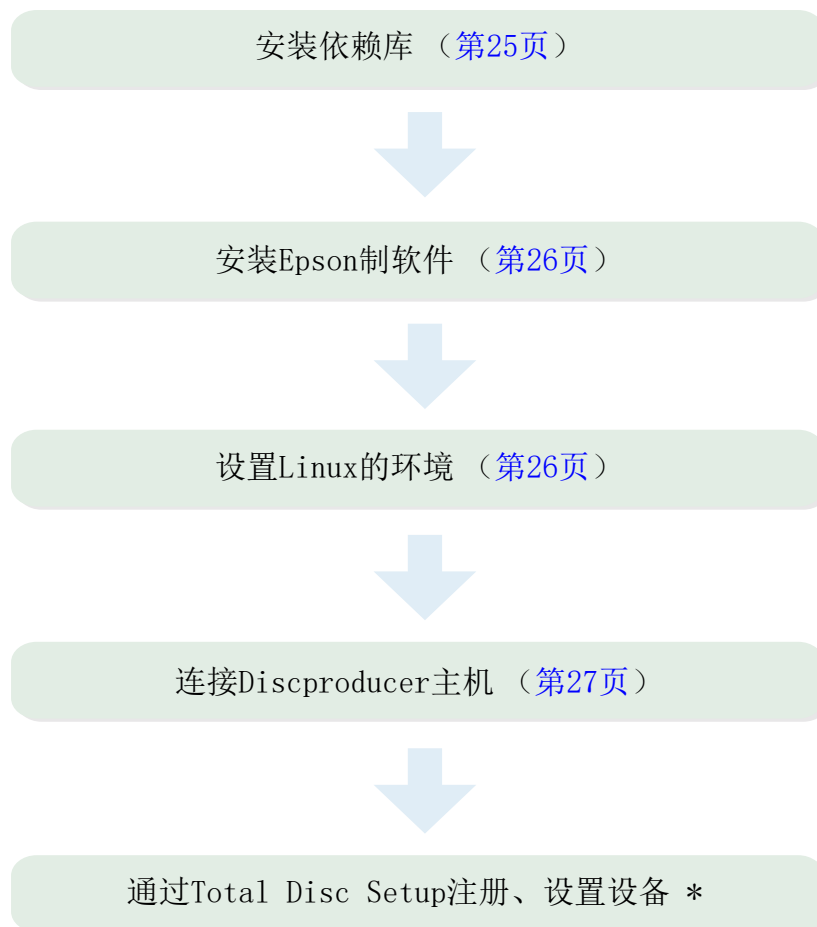 安装依赖库 （第25页）
安装Epson制软件 （第26页）
设置Linux的环境 （第26页）
连接Discproducer主机 （第27页）
通过Total Disc Setup注册、设置设备 *